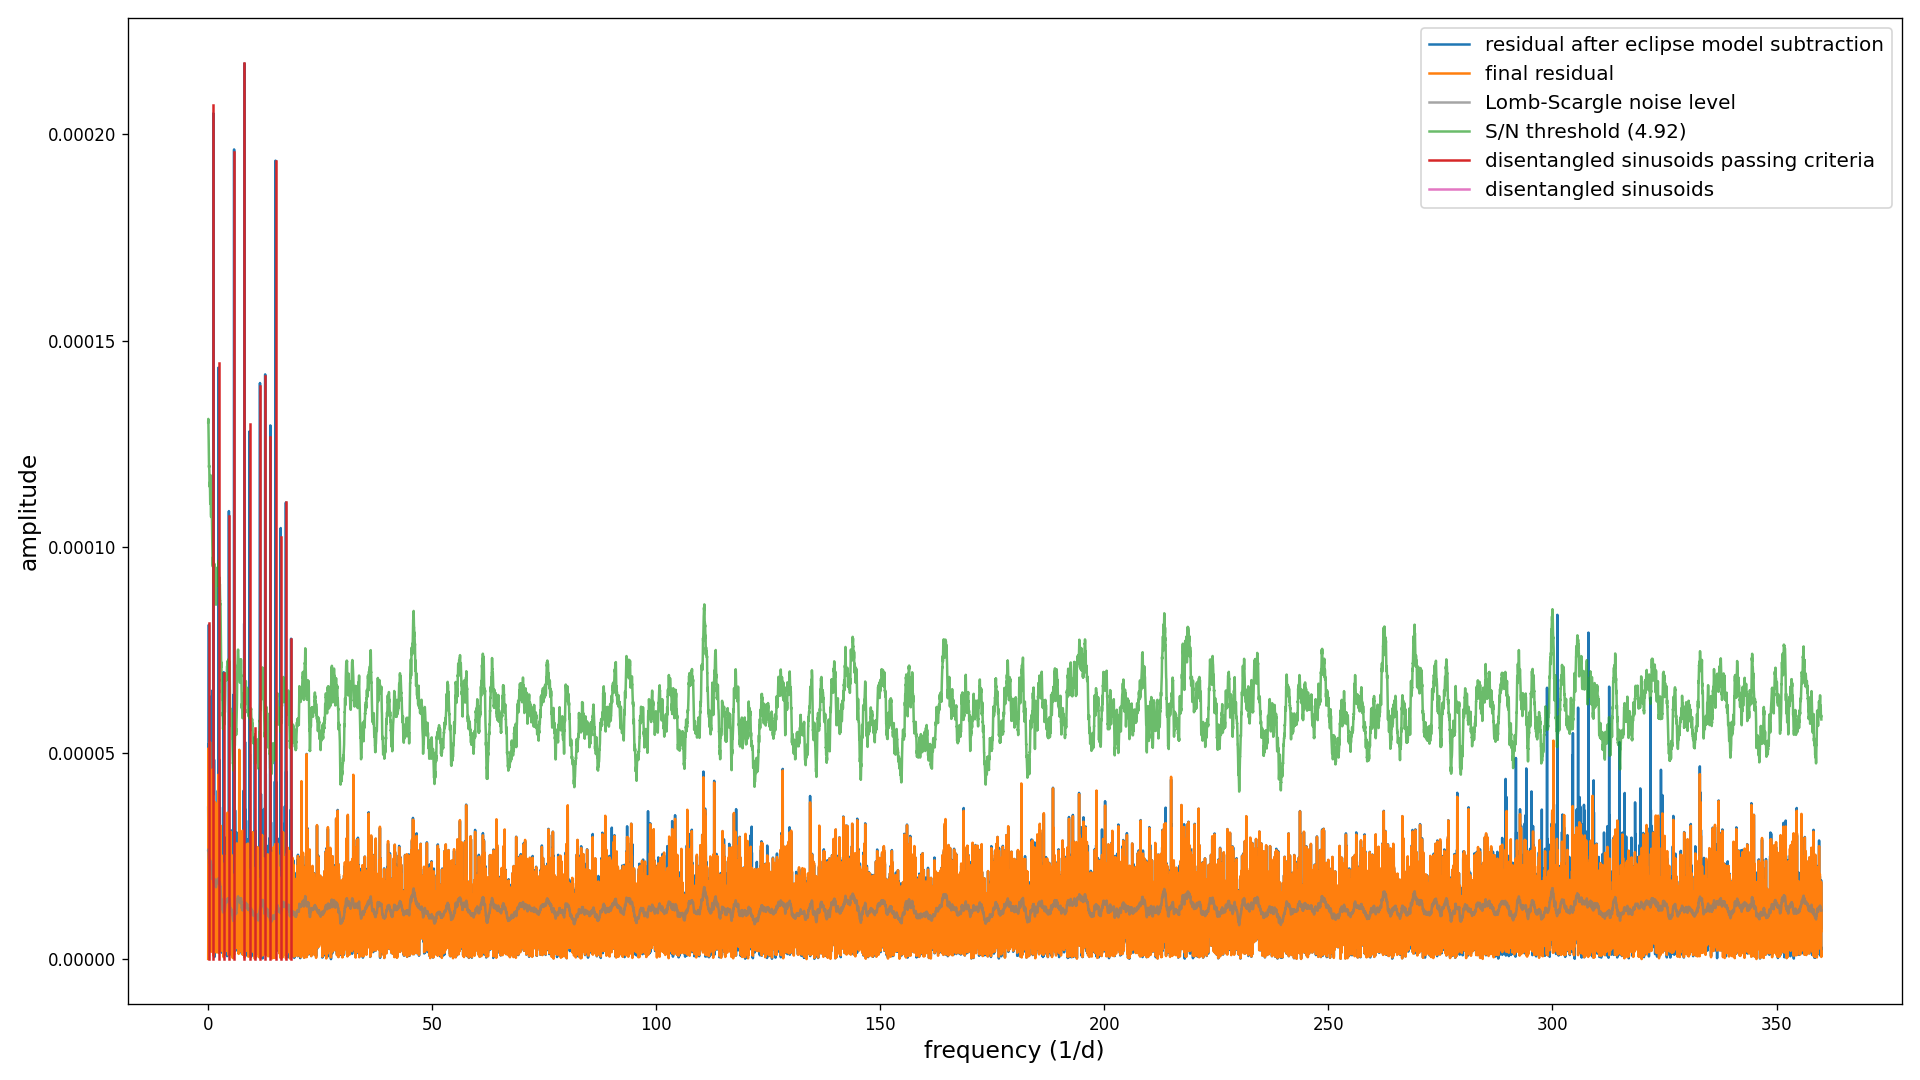 residual after eclipse model subtraction
final residual
Lomb-Scargle noise level
S/N threshold (4.92)
disentangled sinusoids passing criteria
disentangled sinusoids
0.00020
0.00015
0.00010
0.00005
0.00000
amplitude
0 50 100 150 200 250 300 350
frequency (1/d)